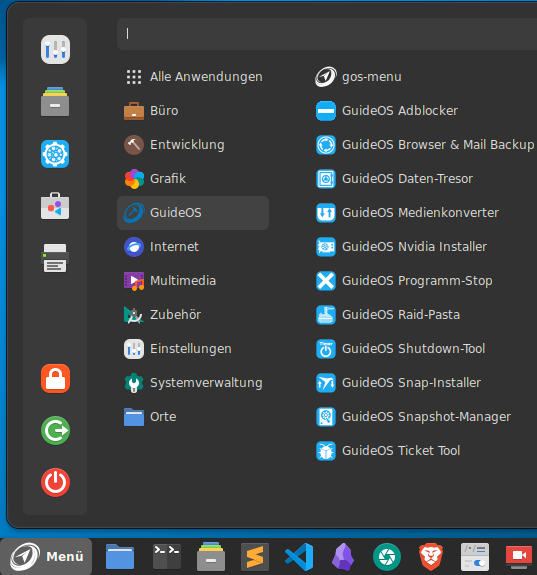 Alle Anwendungen
Büro
Entwicklung
Grafik
GuideOS
Internet
Multimedia
Zubehör
Einstellungen
Systemverwaltung
Orte
gos-menu
GuideOS Adblocker
GuideOS Browser & Mail Backup
GuideOS Daten-Tresor
GuideOS Medienkonverter
GuideOS Nvidia Installer
GuideOS Programm-Stop
GuideOS Raid-Pasta
GuideOS Shutdown-Tool
GuideOS Snap-Installer
GuideOS Snapshot-Manager
GuideOS Ticket Tool
Menü